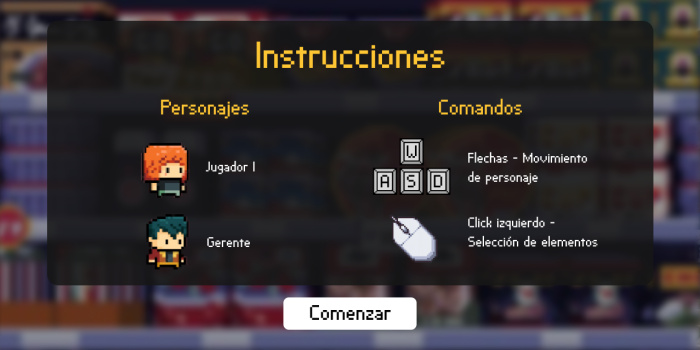 Instrucciones
Personajes
Comandos
Jugador 1
W
A S D
Flechas - Movimiento
de personaje
Gerente
Click izquierdo -
Selección de elementos
Comenzar